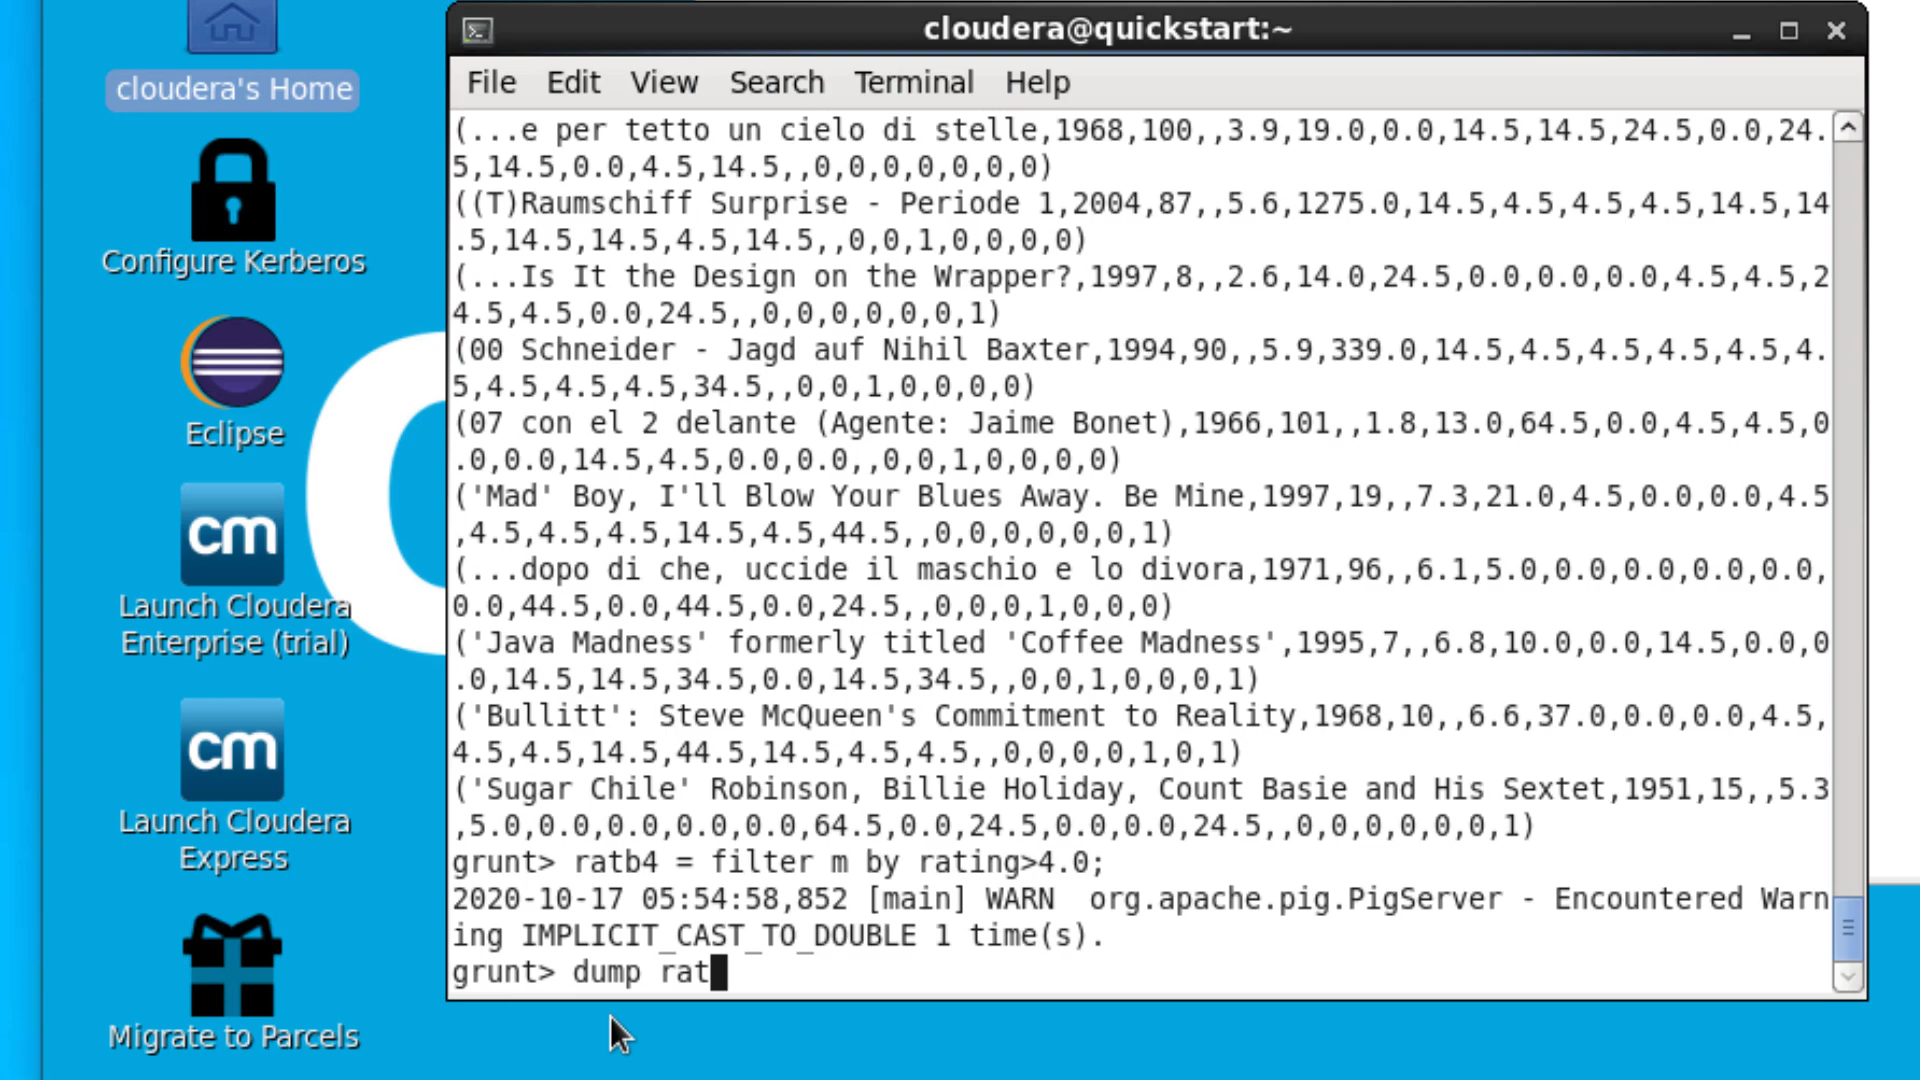 cloudera@quickstart:~
File Edit View Search Terminal Help
(...e per tetto un cielo di stelle,1968,100,,3.9,19.0,0.0,14.5,14.5,24.5,0.0,24.
5,14.5,0.0,4.5,14.5,,0,0,0,0,0,0,0)
((T)Raumschiff Surprise - Periode 1,2004,87,,5.6,1275.0,14.5,4.5,4.5,4.5,14.5,14
.5,14.5,14.5,4.5,14.5,,0,0,1,0,0,0,0)
(...Is It the Design on the Wrapper?,1997,8,,2.6,14.0,24.5,0.0,0.0,0.0,4.5,4.5,2
4.5,4.5,0.0,24.5,,0,0,0,0,0,0,1)
(00 Schneider - Jagd auf Nihil Baxter,1994,90,,5.9,339.0,14.5,4.5,4.5,4.5,4.5,4.
5,4.5,4.5,4.5,34.5,,0,0,1,0,0,0,0)
(07 con el 2 delante (Agente: Jaime Bonet),1966,101,,1.8,13.0,64.5,0.0,4.5,4.5,0
.0,0.0,14.5,4.5,0.0,0.0,,0,0,1,0,0,0,0)
('Mad' Boy, I'll Blow Your Blues Away. Be Mine,1997,19,,7.3,21.0,4.5,0.0,0.0,4.5
,4.5,4.5,4.5,14.5,4.5,44.5,,0,0,0,0,0,0,1)
(...dopo di che, uccide il maschio e lo divora,1971,96,,6.1,5.0,0.0,0.0,0.0,0.0,
0.0,44.5,0.0,44.5,0.0,24.5,,0,0,0,1,0,0,0)
('Java Madness' formerly titled 'Coffee Madness',1995,7,,6.8,10.0,0.0,14.5,0.0,0
.0,14.5,14.5,34.5,0.0,14.5,34.5,,0,0,1,0,0,0,1)
('Bullitt': Steve McQueen's Commitment to Reality,1968,10,,6.6,37.0,0.0,0.0,4.5,
4.5,4.5,14.5,44.5,14.5,4.5,4.5,,0,0,0,0,1,0,1)
('Sugar Chile' Robinson, Billie Holiday, Count Basie and His Sextet,1951,15,,5.3
,5.0,0.0,0.0,0.0,0.0,64.5,0.0,24.5,0.0,0.0,24.5,,0,0,0,0,0,0,1)
grunt> ratb4 = filter m by rating>4.0;
2020-10-17 05:54:58,852 [main] WARN  org.apache.pig.PigServer - Encountered Warn
ing IMPLICIT_CAST_TO_DOUBLE 1 time(s).
grunt> dump rat
cloudera's Home
Configure Kerberos
Eclipse
cm
Launch Cloudera
Enterprise (trial)
cm
Launch Cloudera
Express
Migrate to Parcels